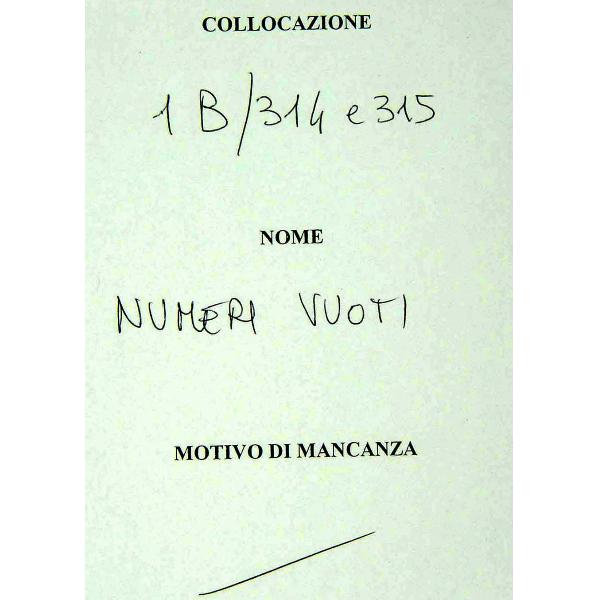 COLLOCAZIONE
1 B/314 e 315
NOME
NUMERI VUOTI
MOTIVO DI MANCANZA